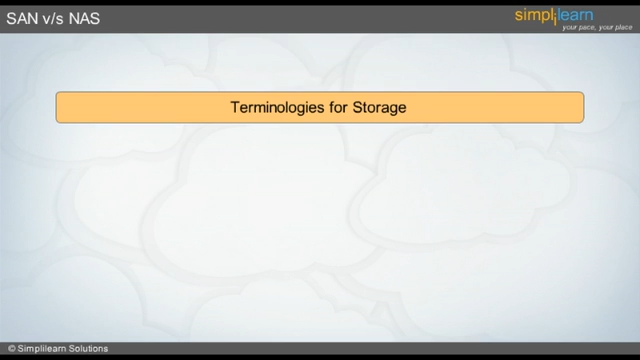 SAN v/s NAS
simplilearn
your pace, your place
Terminologies for Storage
© Simplilearn Solutions